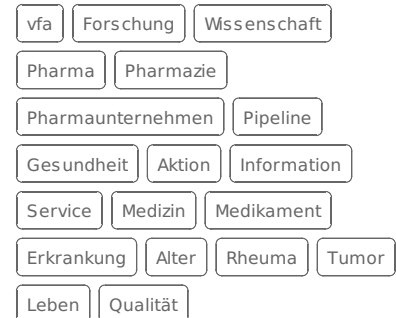 vfa Forschung Wissenschaft
Pharma Pharmazie
Pharmaunternehmen Pipeline
Gesundheit Aktion Information
Service Medizin Medikament
Erkrankung Alter Rheuma Tumor
Leben Qualität